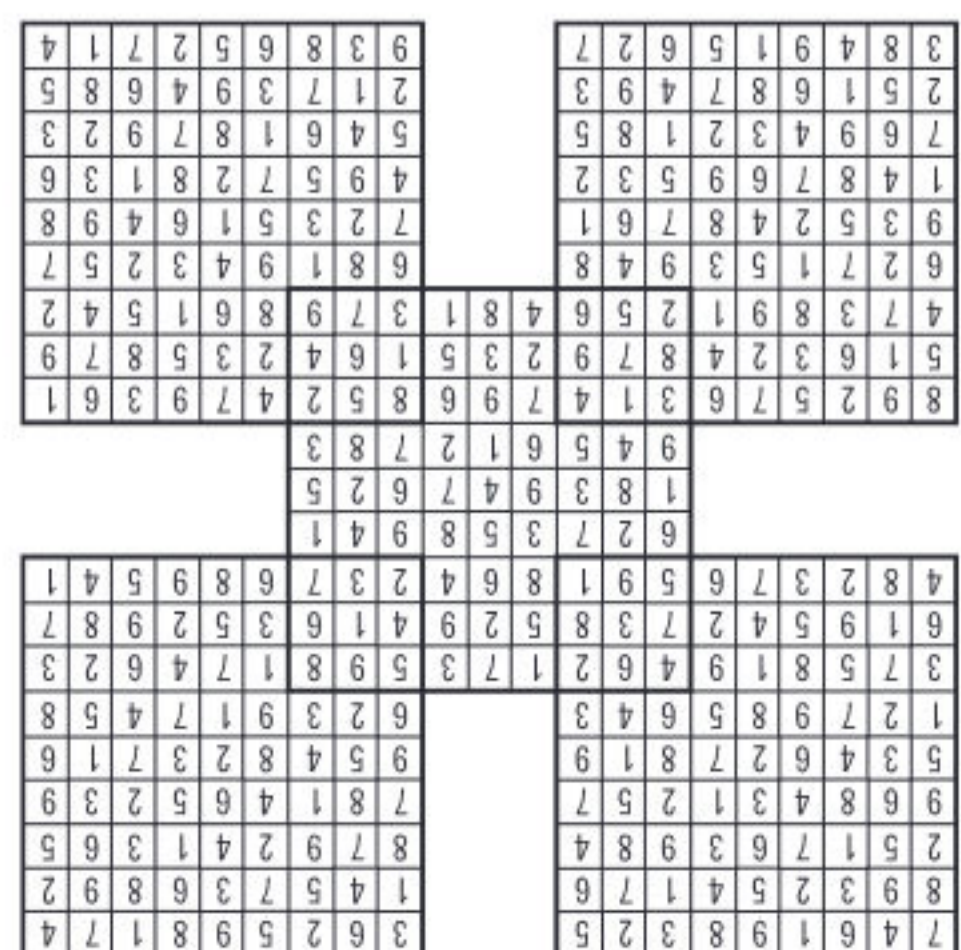 7 4 6 1 9 8 3 2 5 3 6 2 5 9 8 1 7 4
8 9 3 2 5 4 1 7 6 1 4 5 7 3 6 8 9 2
2 5 1 7 6 3 9 8 4 8 7 9 2 4 1 3 6 5
9 6 8 4 3 1 2 5 7 7 8 1 4 6 5 2 3 9
5 3 4 6 2 7 8 1 9 9 5 4 8 2 3 7 1 6
1 2 7 9 8 5 6 4 3 6 2 3 9 1 7 4 5 8
3 7 5 8 1 9 4 6 2 1 7 3 5 9 8 1 7 4 6 2 3
6 1 9 5 4 2 7 3 8 5 2 9 4 1 6 3 5 2 9 8 7
4 8 2 3 7 6 5 9 1 8 6 4 2 3 7 6 8 9 5 4 1
6 2 7 3 5 8 9 4 1
1 8 3 9 4 7 6 2 5
9 4 5 6 1 2 7 8 3
8 9 2 5 7 6 3 1 4 7 9 6 8 5 2 4 7 9 3 6 1
5 1 6 3 2 4 8 7 9 2 3 5 1 6 4 2 3 5 8 7 9
4 7 3 8 9 1 2 5 6 4 8 1 3 7 9 8 6 1 5 4 2
6 2 7 1 5 3 9 4 8 6 8 1 9 4 3 2 5 7
9 3 5 2 4 8 7 6 1 7 2 3 5 1 6 4 9 8
1 4 8 7 6 9 5 3 2 4 9 5 7 2 8 1 3 6
7 6 9 4 3 2 1 8 5 5 4 6 1 8 7 9 2 3
2 5 1 6 8 7 4 9 3 2 1 7 3 9 4 6 8 5
3 8 4 9 1 5 6 2 7 9 3 8 6 5 2 7 1 4